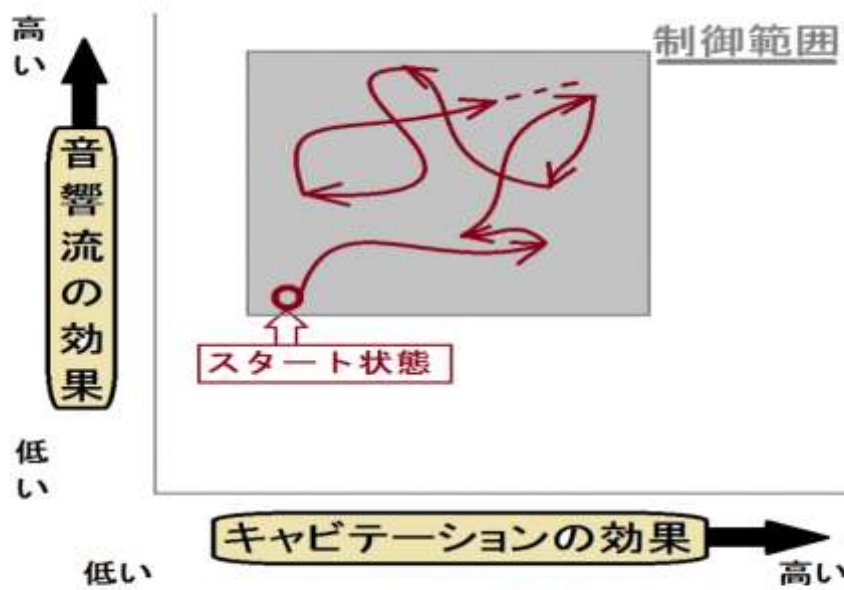 高い
制御範囲
音響流の効果
スタート状態
低い
キャビテーションの効果
低い
高い